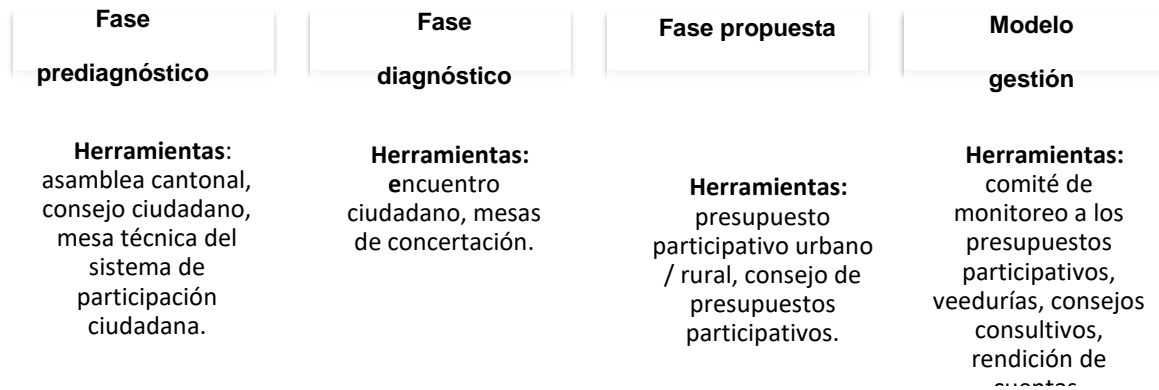 Fase
prediagnóstico
Herramientas:
asamblea cantonal,
consejo ciudadano,
mesa técnica del
sistema de
participación
ciudadana.
Fase
diagnóstico
Herramientas:
encuentro
ciudadano, mesas
de concertación.
Fase propuesta
Herramientas:
presupuesto
participativo urbano
/ rural, consejo de
presupuestos
participativos.
Modelo
gestión
Herramientas:
comité de
monitoreo a los
presupuestos
participativos,
veedurías, consejos
consultivos,
rendición de
cuentas